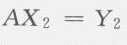 AX₂ = Y₂